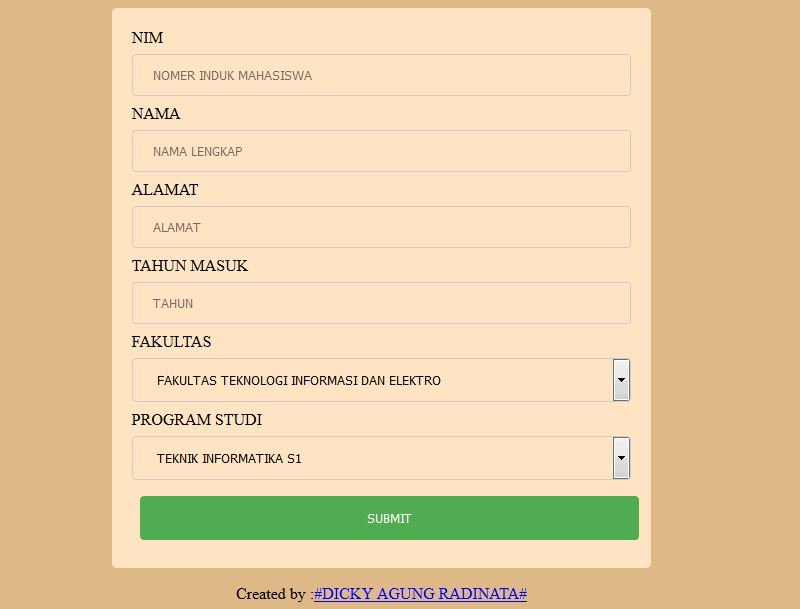 NIM
NOMER INDUK MAHASISWA
NAMA
NAMA LENGKAP
ALAMAT
ALAMAT
TAHUN MASUK
TAHUN
FAKULTAS
FAKULTAS TEKNOLOGI INFORMASI DAN ELEKTRO
PROGRAM STUDI
TEKNIK INFORMATIKA S1
SUBMIT
Created by :#DICKY AGUNG RADINATA#